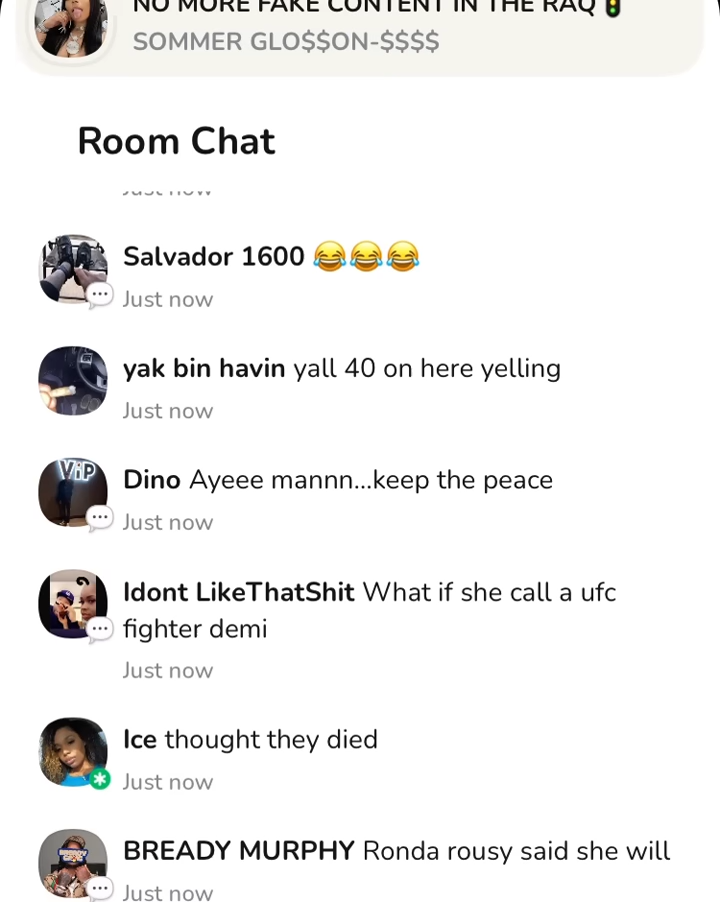 NO MORE FAKE CONTENT IN THE RAQ🚦
SOMMER GLO$$ON-$$$$
Room Chat
Just now
Salvador 1600 😂😂😂
Just now
yak bin havin yall 40 on here yelling
Just now
ViP
Dino Ayeee mannn...keep the peace
Just now
Idont LikeThatShit What if she call a ufc
fighter demi
Just now
Ice thought they died
Just now
BREADY MURPHY Ronda rousy said she will
Just now